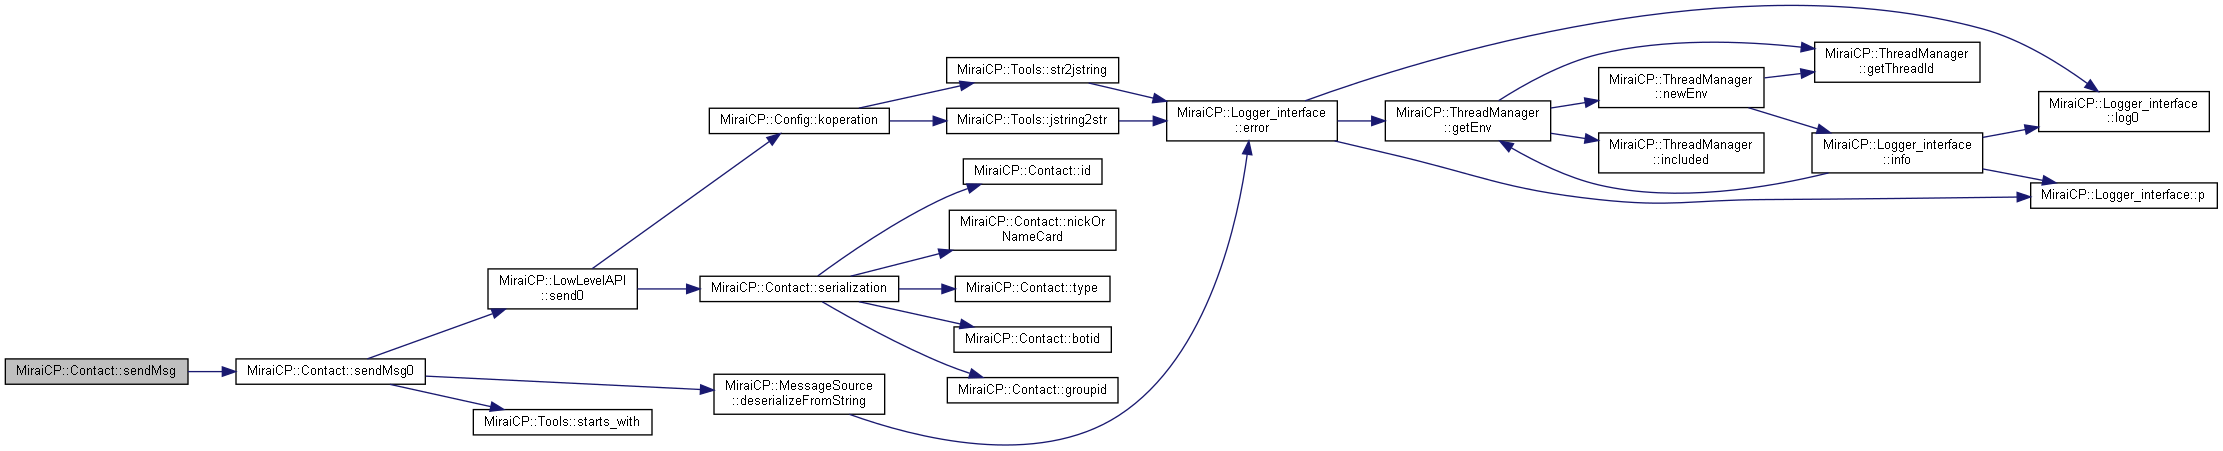 MiraiCP::Contact::sendMsg
MiraiCP::Contact::sendMsg0
MiraiCP::LowLevelAPI
::send0
MiraiCP::Tools::starts_with
MiraiCP::Config::koperation
MiraiCP::Contact::serialization
MiraiCP::MessageSource
::deserializeFromString
MiraiCP::Tools::str2jstring
MiraiCP::Tools::jstring2str
MiraiCP::Contact::id
MiraiCP::Contact::nickOr
NameCard
MiraiCP::Contact::type
MiraiCP::Contact::botid
MiraiCP::Contact::groupid
MiraiCP::Logger_interface
::error
MiraiCP::ThreadManager
::getEnv
MiraiCP::ThreadManager
::newEnv
MiraiCP::ThreadManager
::included
MiraiCP::ThreadManager
::getThreadId
MiraiCP::Logger_interface
::info
MiraiCP::Logger_interface
::log0
MiraiCP::Logger_interface::p